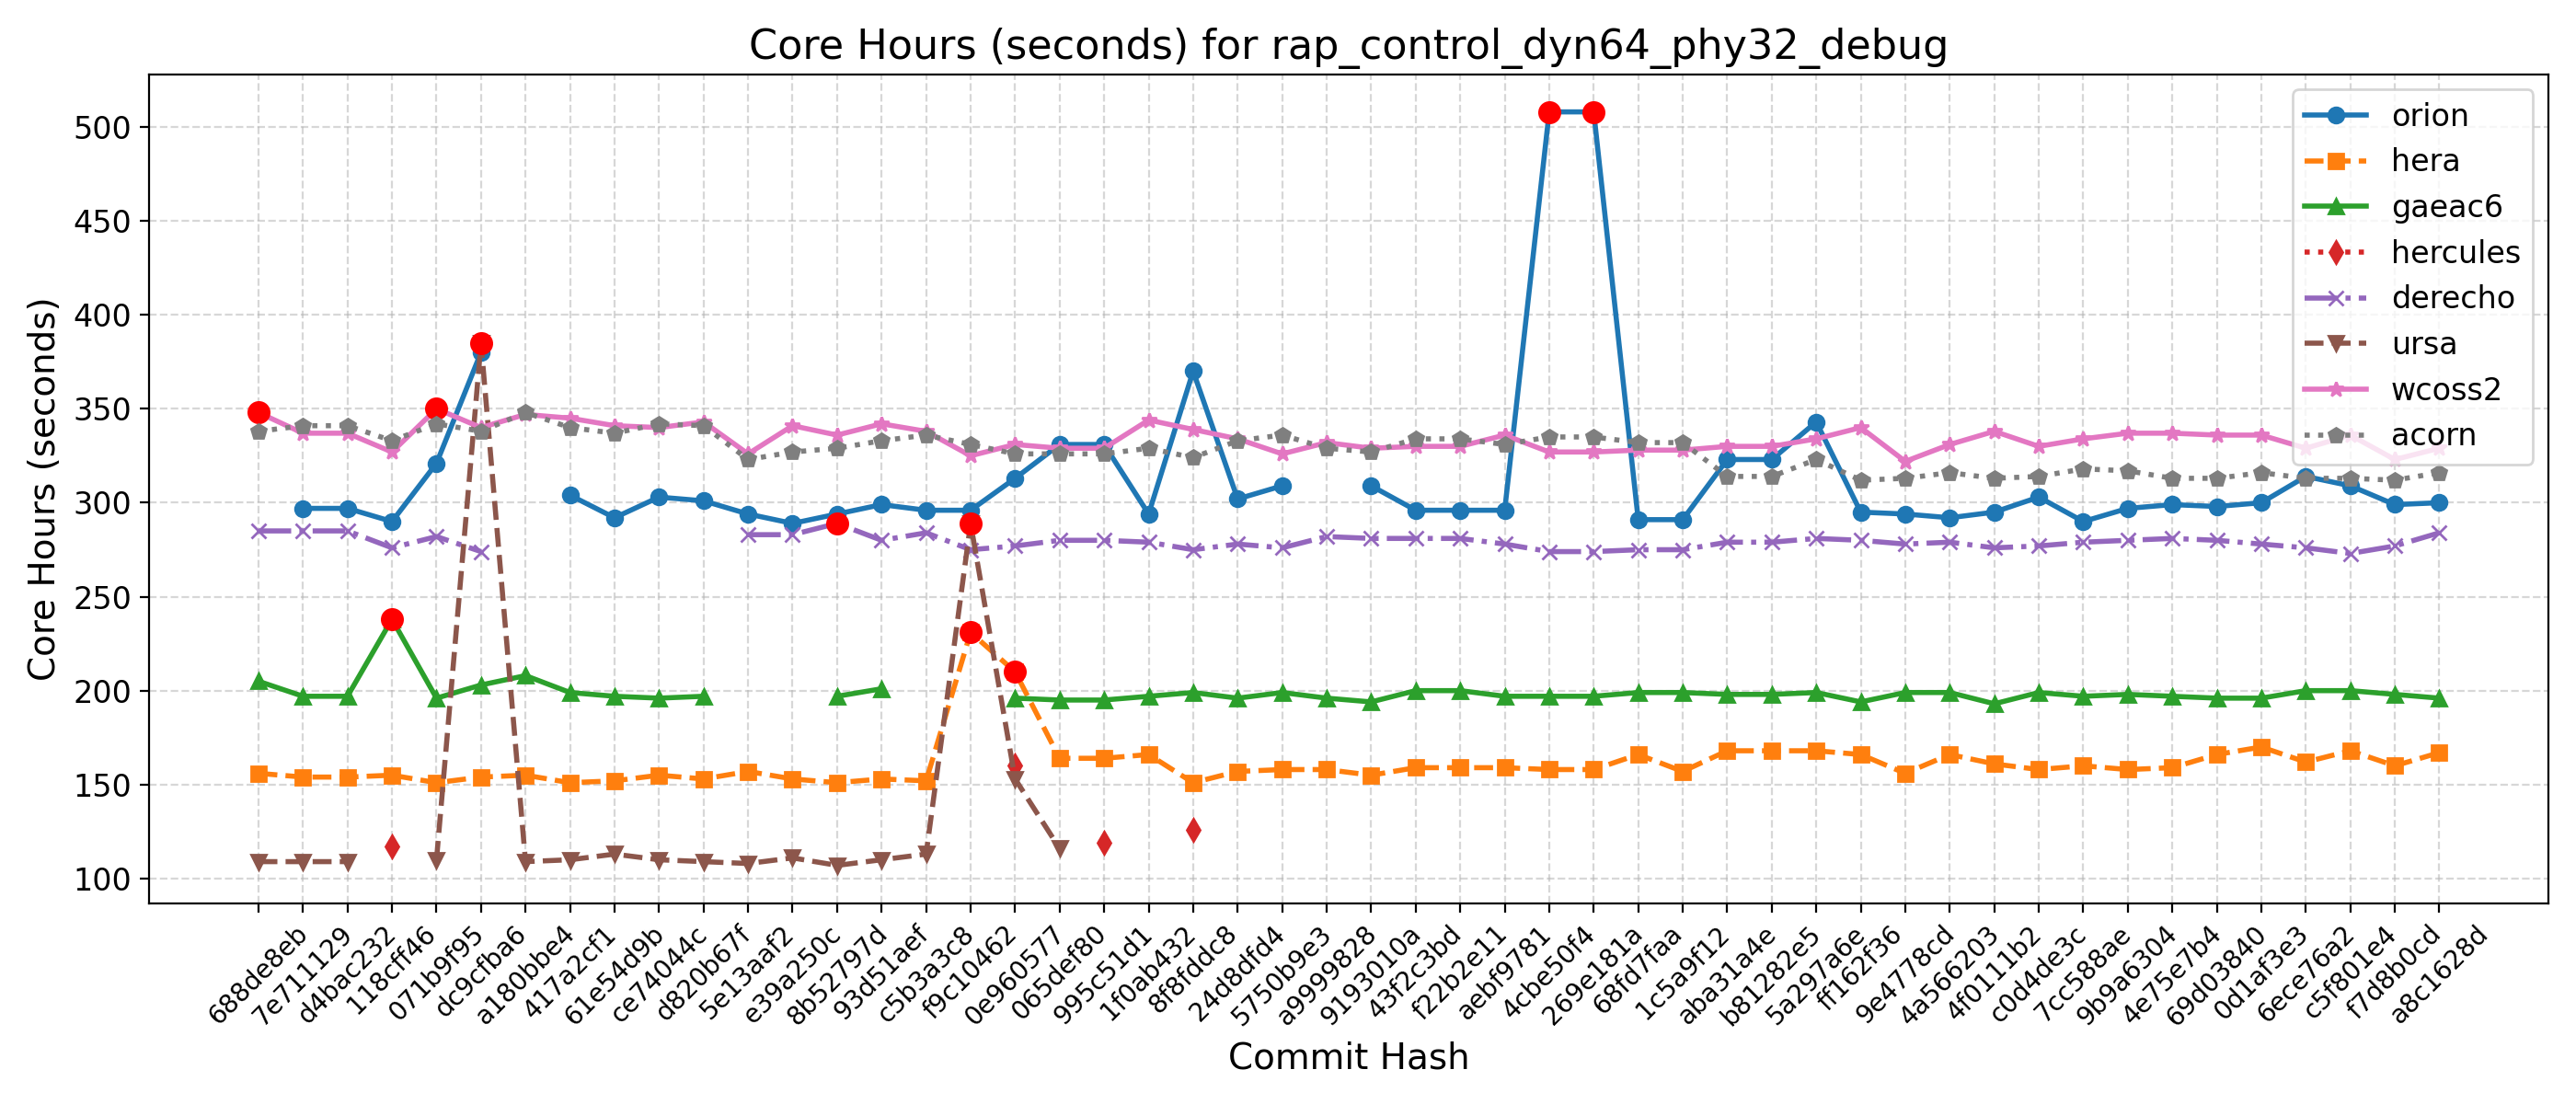 Core Hours (seconds) for rap_control_dyn64_phy32_debug
Core Hours (seconds)
500
450
400
350
300
250
200
150
100
orion
hera
gaeac6
hercules
derecho
ursa
wcoss2
acorn
688de8eb
7e711129
d4bac232
118cff46
071b9f95
dc9cfba6
a180bbe4
417a2cf1
61e54d9b
ce74044c
d820b67f
5e13aaf2
e39a250c
8b52797d
93d51aef
c5b3a3c8
f9c10462
0e960577
065def80
995c51d1
1f0ab432
8f8fddc8
24d8dfd4
5750b9e3
a9999828
9193010a
43f2c3bd
f22b2e11
aebf9781
4cbe50f4
269e181a
68fd7faa
1c5a9f12
aba31a4e
b81282e5
5a297a6e
ff162f36
9e4778cd
4a566203
4f0111b2
c0d4de3c
7cc588ae
9b9a6304
4e75e7b4
69d03840
0d1af3e3
6ece76a2
c5f801e4
f7d8b0cd
a8c1628d
Commit Hash